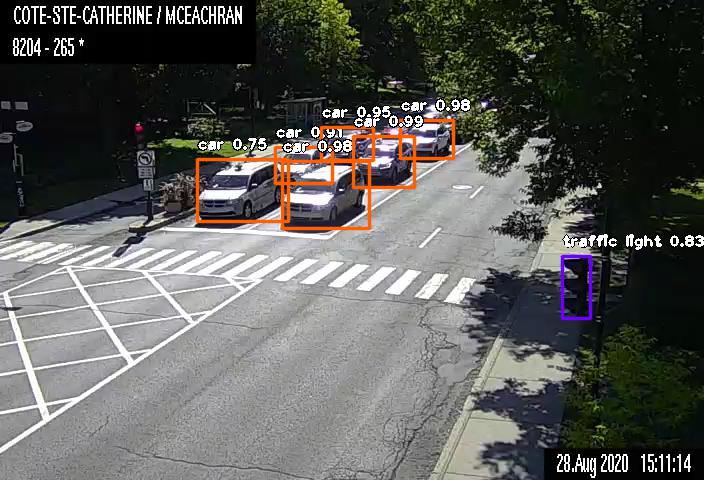 COTE-STE-CATHERINE / MCEACHRAN
8204 - 265 *
car 0.98
car 0.95
car 0.99
car 0.91
car 0.75
car 0.98
traffic light 0.83
28.Aug 2020 15:11:14